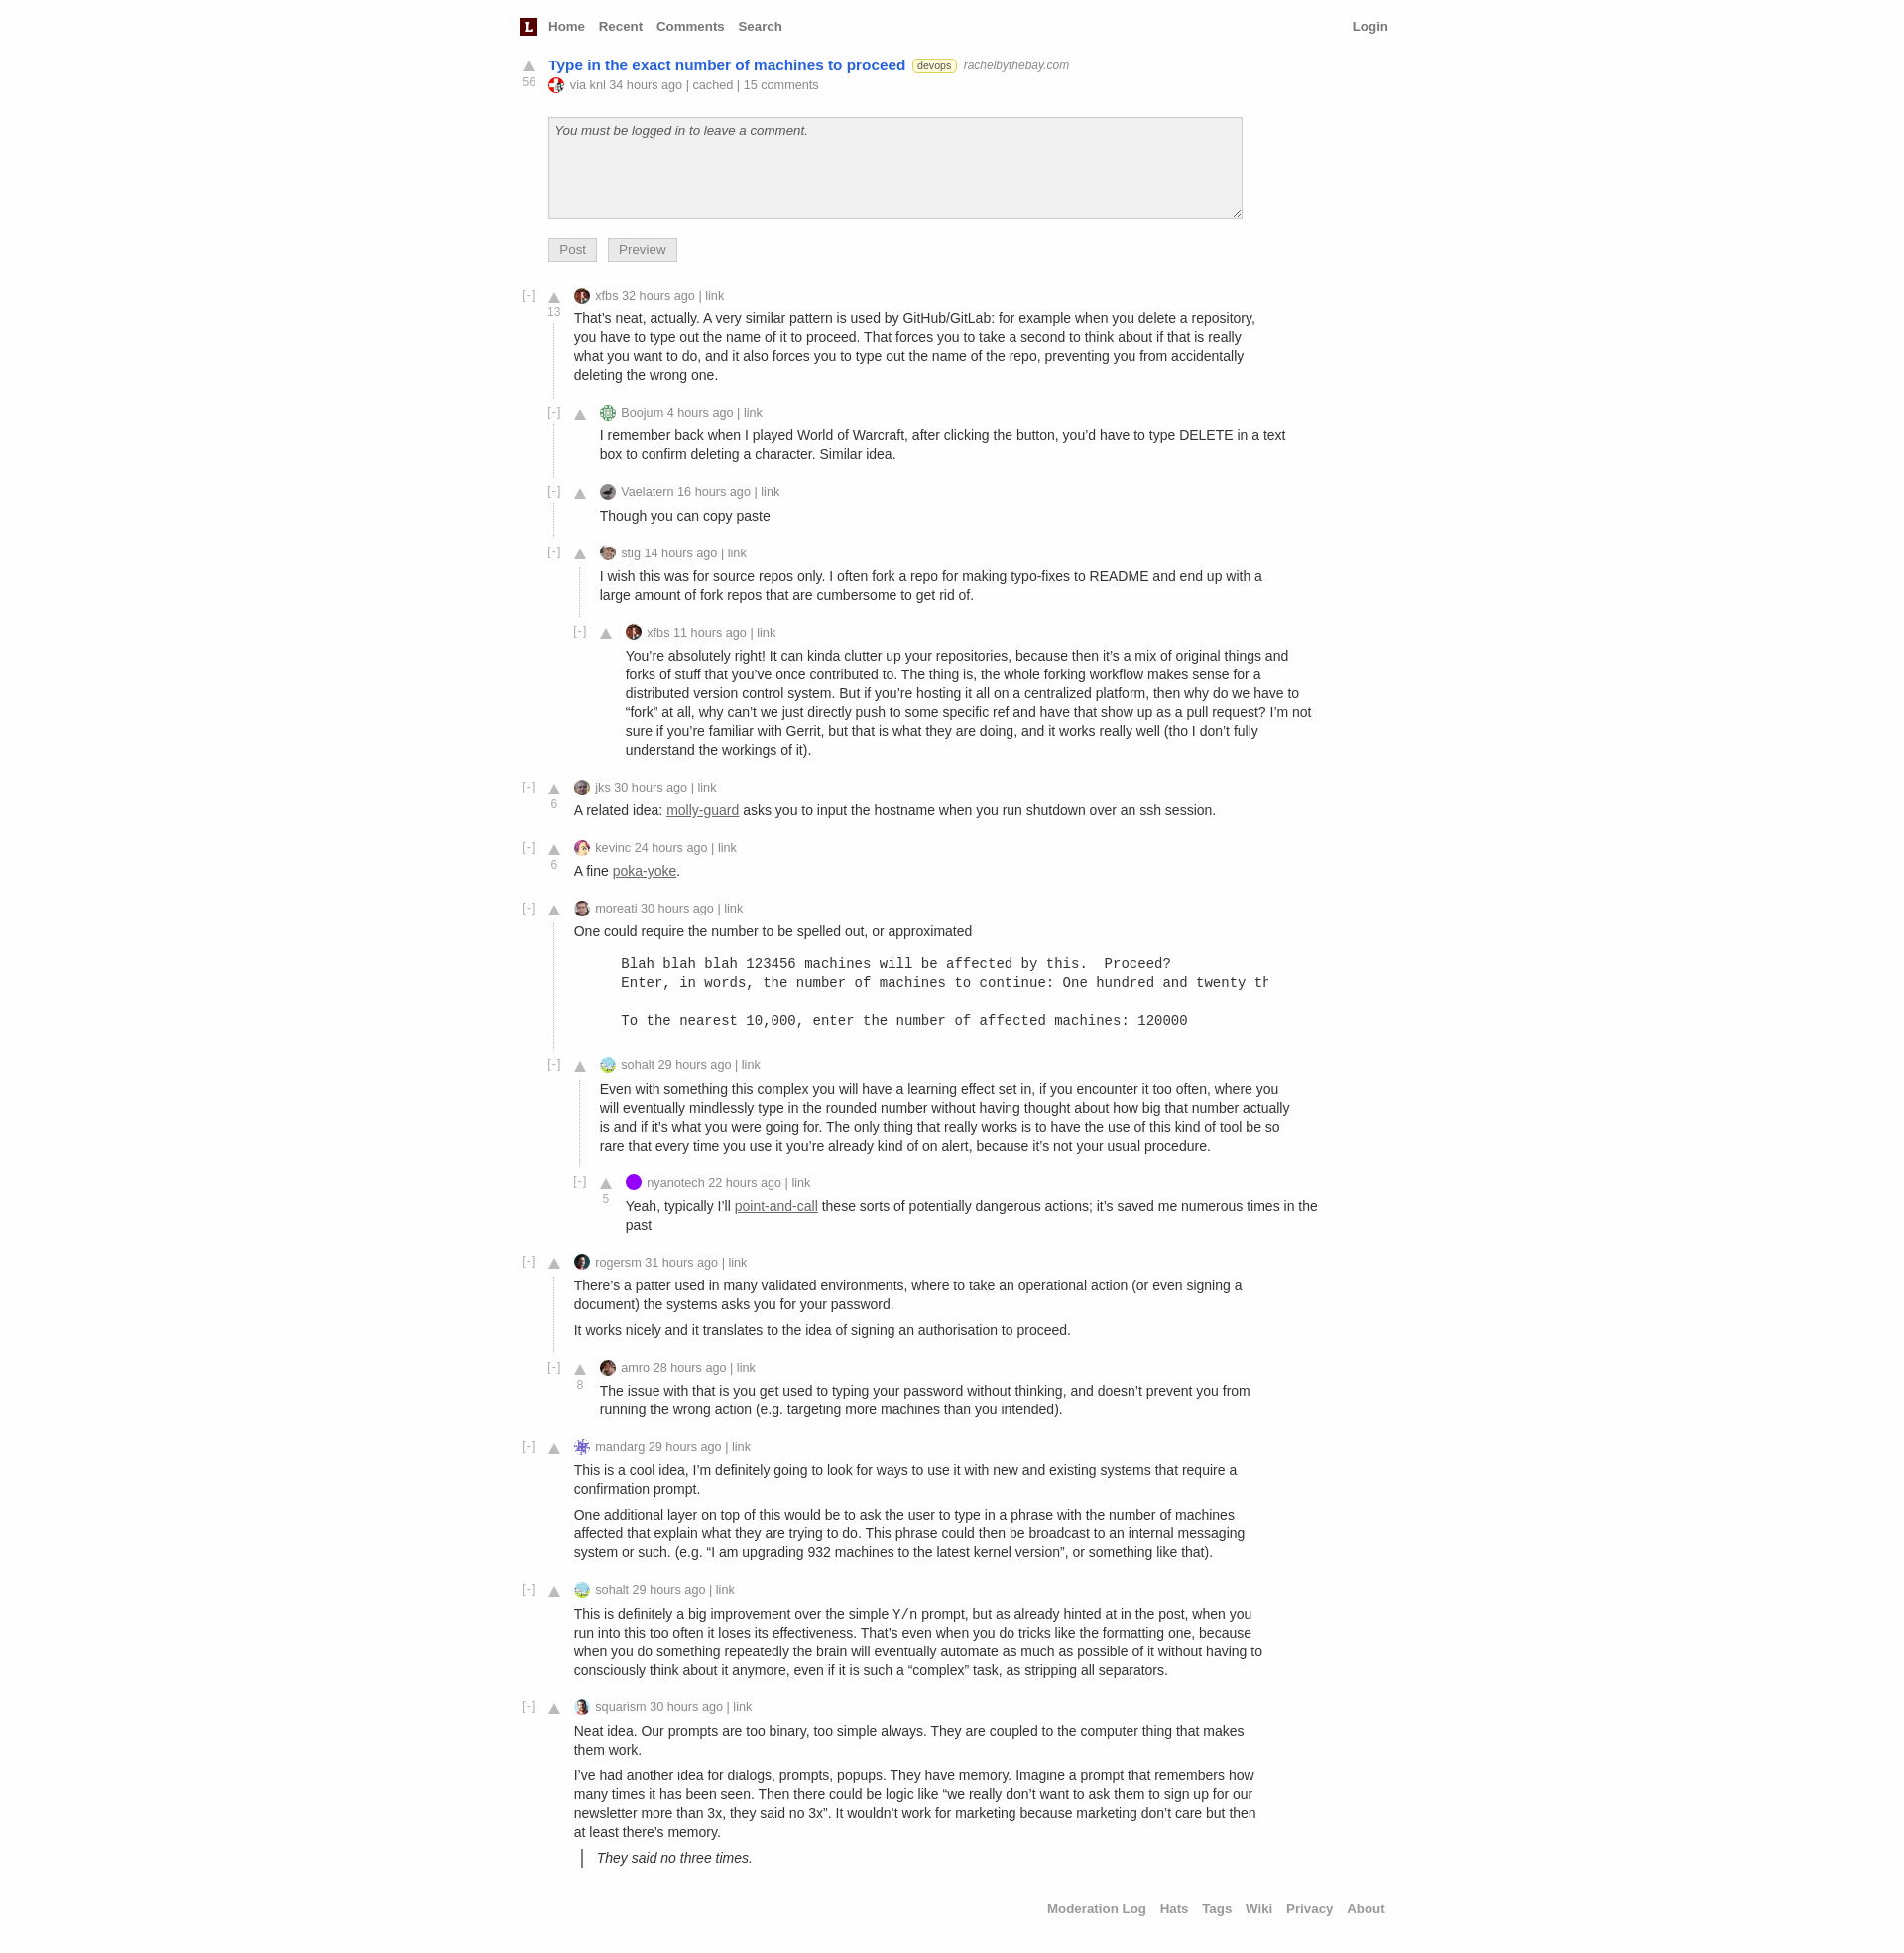 L Home Recent Comments Search Login
Type in the exact number of machines to proceed devops rachelbythebay.com
56
via knl 34 hours ago | cached | 15 comments
You must be logged in to leave a comment.
Post Preview
[-] xfbs 32 hours ago | link
13
That’s neat, actually. A very similar pattern is used by GitHub/GitLab: for example when you delete a repository,
you have to type out the name of it to proceed. That forces you to take a second to think about if that is really
what you want to do, and it also forces you to type out the name of the repo, preventing you from accidentally
deleting the wrong one.
[-] Boojum 4 hours ago | link
I remember back when I played World of Warcraft, after clicking the button, you’d have to type DELETE in a text
box to confirm deleting a character. Similar idea.
[-] Vaelatern 16 hours ago | link
Though you can copy paste
[-] stig 14 hours ago | link
I wish this was for source repos only. I often fork a repo for making typo-fixes to README and end up with a
large amount of fork repos that are cumbersome to get rid of.
[-] xfbs 11 hours ago | link
You’re absolutely right! It can kinda clutter up your repositories, because then it’s a mix of original things and
forks of stuff that you’ve once contributed to. The thing is, the whole forking workflow makes sense for a
distributed version control system. But if you’re hosting it all on a centralized platform, then why do we have to
“fork” at all, why can’t we just directly push to some specific ref and have that show up as a pull request? I’m not
sure if you’re familiar with Gerrit, but that is what they are doing, and it works really well (tho I don’t fully
understand the workings of it).
[-] jks 30 hours ago | link
6
A related idea: molly-guard asks you to input the hostname when you run shutdown over an ssh session.
[-] kevinc 24 hours ago | link
6
A fine poka-yoke.
[-] moreati 30 hours ago | link
One could require the number to be spelled out, or approximated
Blah blah blah 123456 machines will be affected by this.  Proceed?
Enter, in words, the number of machines to continue: One hundred and twenty th
To the nearest 10,000, enter the number of affected machines: 120000
[-] sohalt 29 hours ago | link
Even with something this complex you will have a learning effect set in, if you encounter it too often, where you
will eventually mindlessly type in the rounded number without having thought about how big that number actually
is and if it’s what you were going for. The only thing that really works is to have the use of this kind of tool be so
rare that every time you use it you’re already kind of on alert, because it’s not your usual procedure.
[-] nyanotech 22 hours ago | link
5
Yeah, typically I’ll point-and-call these sorts of potentially dangerous actions; it’s saved me numerous times in the
past
[-] rogersm 31 hours ago | link
There’s a patter used in many validated environments, where to take an operational action (or even signing a
document) the systems asks you for your password.
It works nicely and it translates to the idea of signing an authorisation to proceed.
[-] amro 28 hours ago | link
8
The issue with that is you get used to typing your password without thinking, and doesn’t prevent you from
running the wrong action (e.g. targeting more machines than you intended).
[-] mandarg 29 hours ago | link
This is a cool idea, I’m definitely going to look for ways to use it with new and existing systems that require a
confirmation prompt.
One additional layer on top of this would be to ask the user to type in a phrase with the number of machines
affected that explain what they are trying to do. This phrase could then be broadcast to an internal messaging
system or such. (e.g. “I am upgrading 932 machines to the latest kernel version”, or something like that).
[-] sohalt 29 hours ago | link
This is definitely a big improvement over the simple Y/n prompt, but as already hinted at in the post, when you
run into this too often it loses its effectiveness. That’s even when you do tricks like the formatting one, because
when you do something repeatedly the brain will eventually automate as much as possible of it without having to
consciously think about it anymore, even if it is such a “complex” task, as stripping all separators.
[-] squarism 30 hours ago | link
Neat idea. Our prompts are too binary, too simple always. They are coupled to the computer thing that makes
them work.
I’ve had another idea for dialogs, prompts, popups. They have memory. Imagine a prompt that remembers how
many times it has been seen. Then there could be logic like “we really don’t want to ask them to sign up for our
newsletter more than 3x, they said no 3x”. It wouldn’t work for marketing because marketing don’t care but then
at least there’s memory.
They said no three times.
Moderation Log Hats Tags Wiki Privacy About